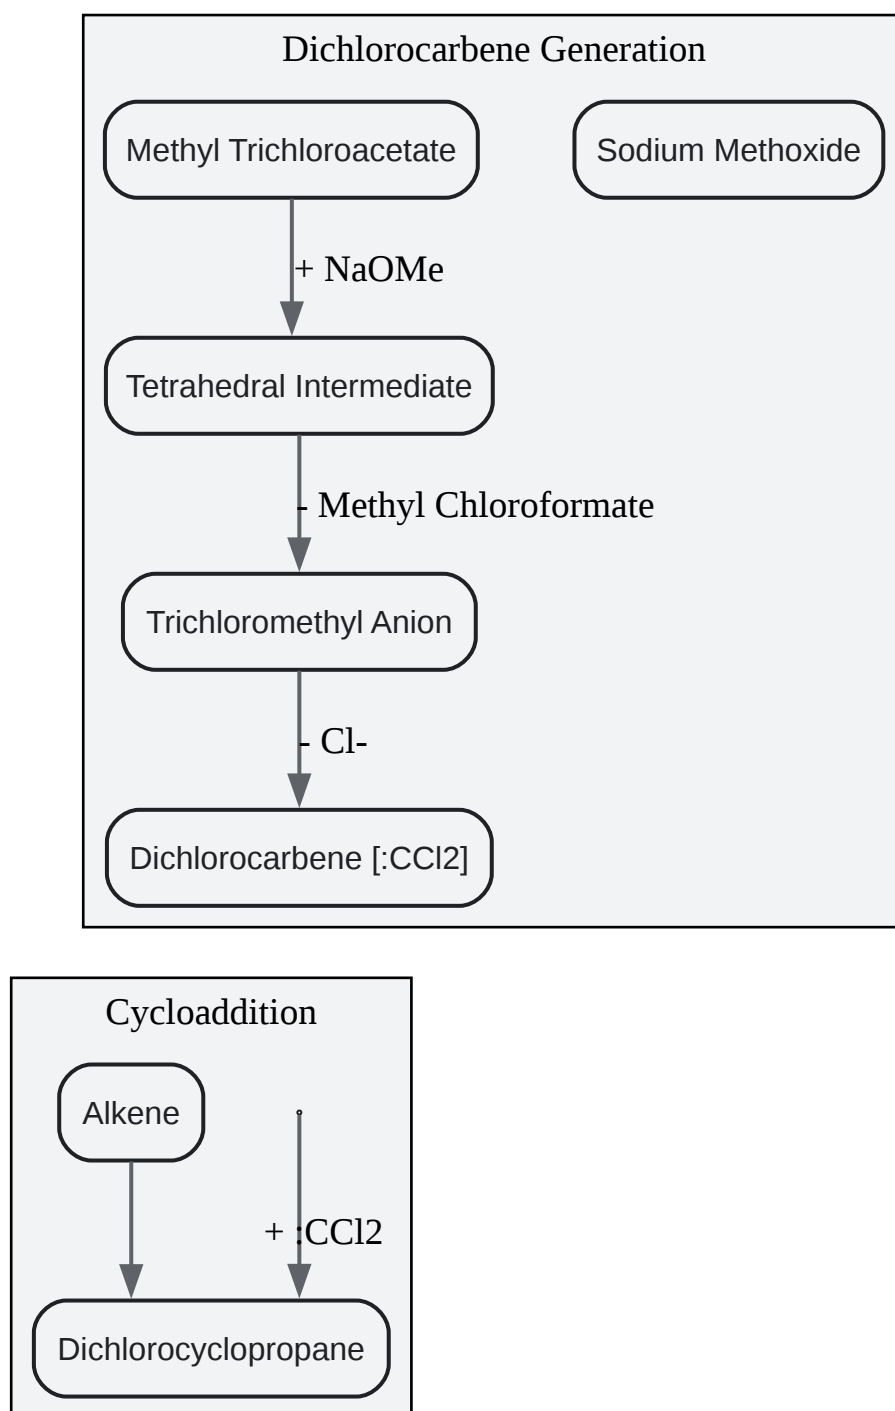 Dichlorocarbene Generation
Methyl Trichloroacetate
Sodium Methoxide
+ NaOMe
Tetrahedral Intermediate
- Methyl Chloroformate
Trichloromethyl Anion
- Cl-
Dichlorocarbene [:CCl2]
Cycloaddition
Alkene
+ :CCl2
Dichlorocyclopropane